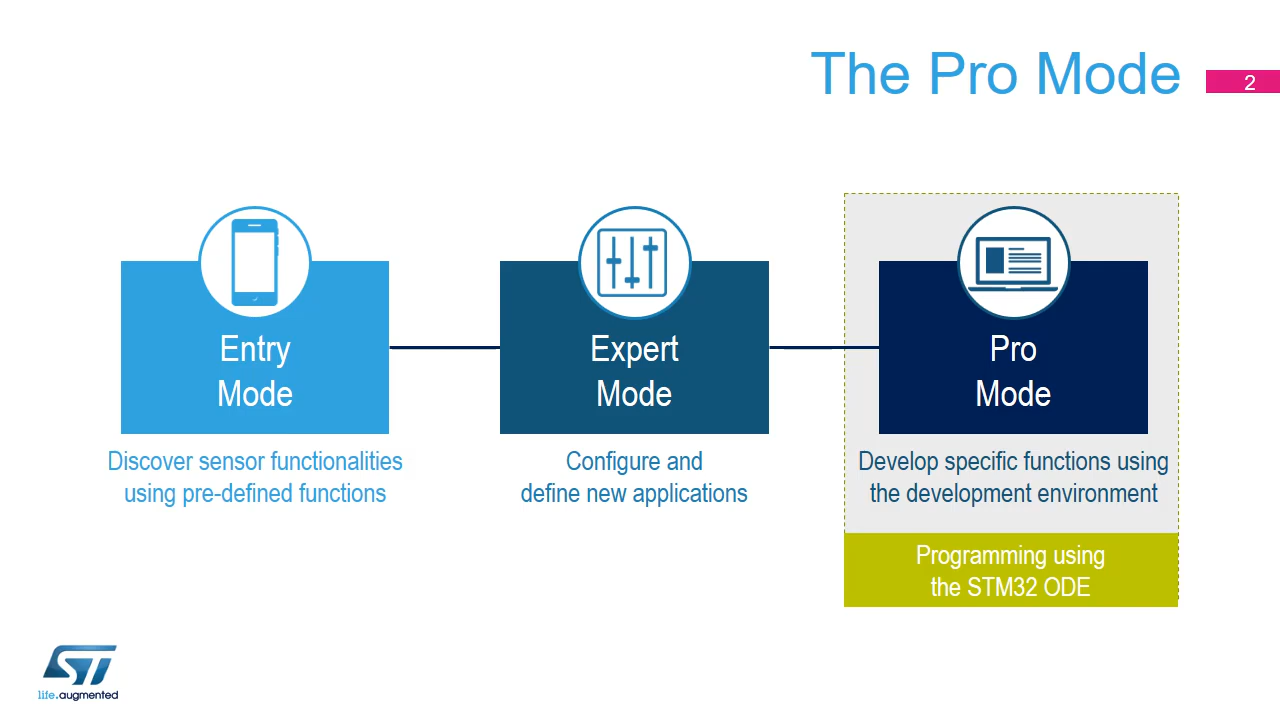 The Pro Mode
2
Entry
Mode
Discover sensor functionalities
using pre-defined functions
Expert
Mode
Configure and
define new applications
Pro
Mode
Develop specific functions using
the development environment
Programming using
the STM32 ODE
ST
life.augmented